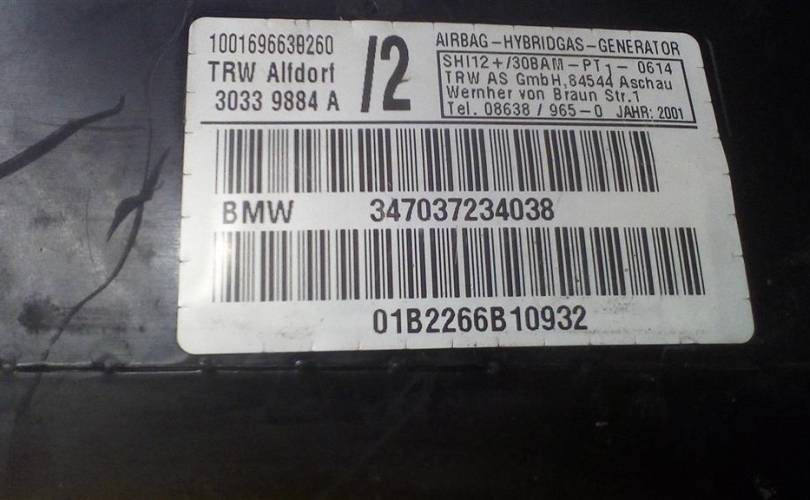 1001696639260
TRW Alfdorf
3033 9884 A
/2
AIRBAG-HYBRIDGAS-GENERATOR
SHI12+/30BAM-PT1-0614
TRW AS GmbH, 84544 Aschau
Wernher von Braun Str.1
Tel. 08638 / 965-0 JAHR: 2001
BMW 347037234038
01B2266B10932